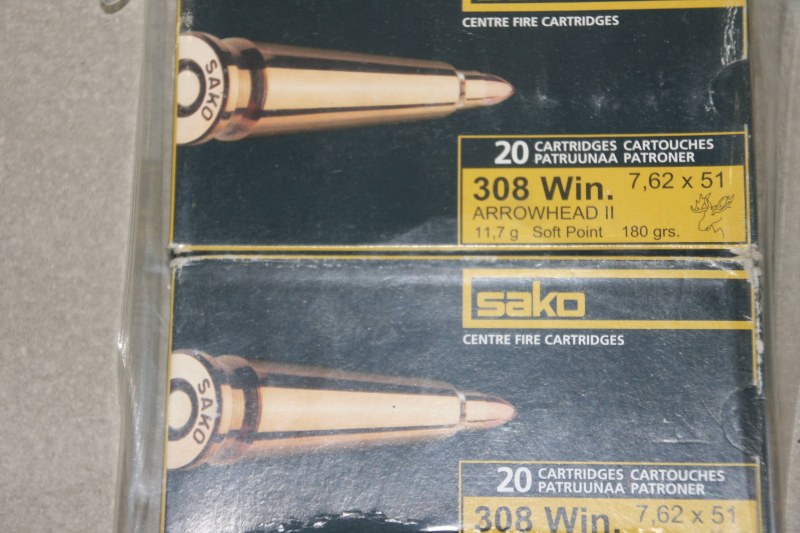 CENTRE FIRE CARTRIDGES
SAKO
20 CARTRIDGES CARTOUCHES
PATRUUNAA PATRONER
308 Win. 7,62 x 51
ARROWHEAD II
11,7 g Soft Point 180 grs.
sako
CENTRE FIRE CARTRIDGES
SAKO
20 CARTRIDGES CARTOUCHES
PATRUUNAA PATRONER
308 Win. 7,62 x 51